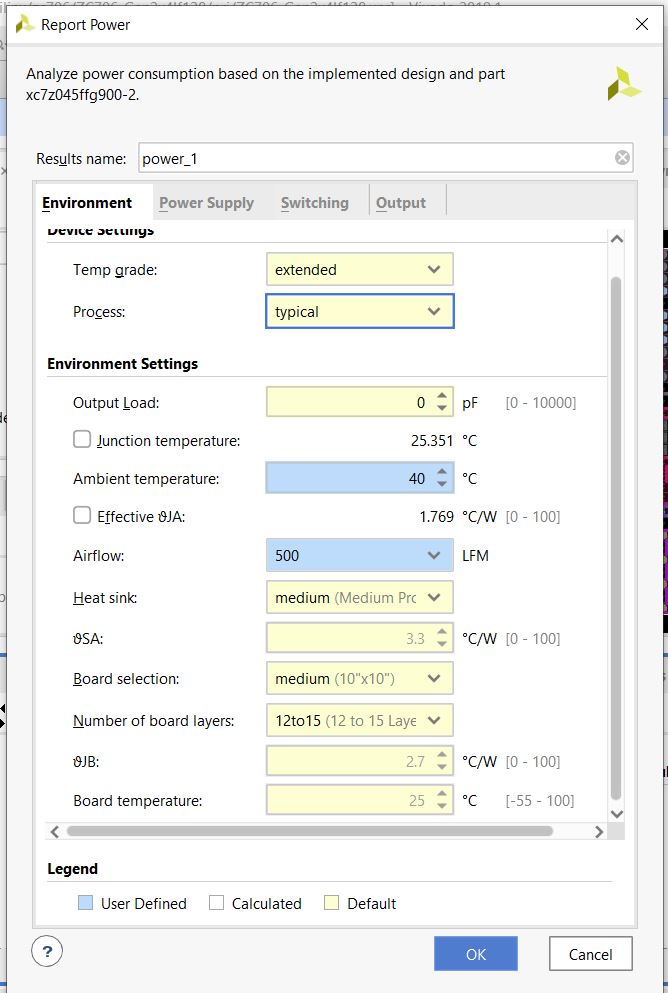 Report Power
Analyze power consumption based on the implemented design and part
xc7z045ffg900-2.
Results name: power_1
Environment Power Supply Switching Output
Device Settings
Temp grade: extended
Process: typical
Environment Settings
Output Load: 0 pF [0 - 10000]
Junction temperature: 25.351 °C
Ambient temperature: 40 °C
Effective ϑJA: 1.769 °C/W [0 - 100]
Airflow: 500 LFM
Heat sink: medium (Medium Prc
ϑSA: 3.3 °C/W [0 - 100]
Board selection: medium (10"x10")
Number of board layers: 12to15 (12 to 15 Laye
ϑJB: 2.7 °C/W [0 - 100]
Board temperature: 25 °C [-55 - 100]
Legend
User Defined Calculated Default
? OK Cancel